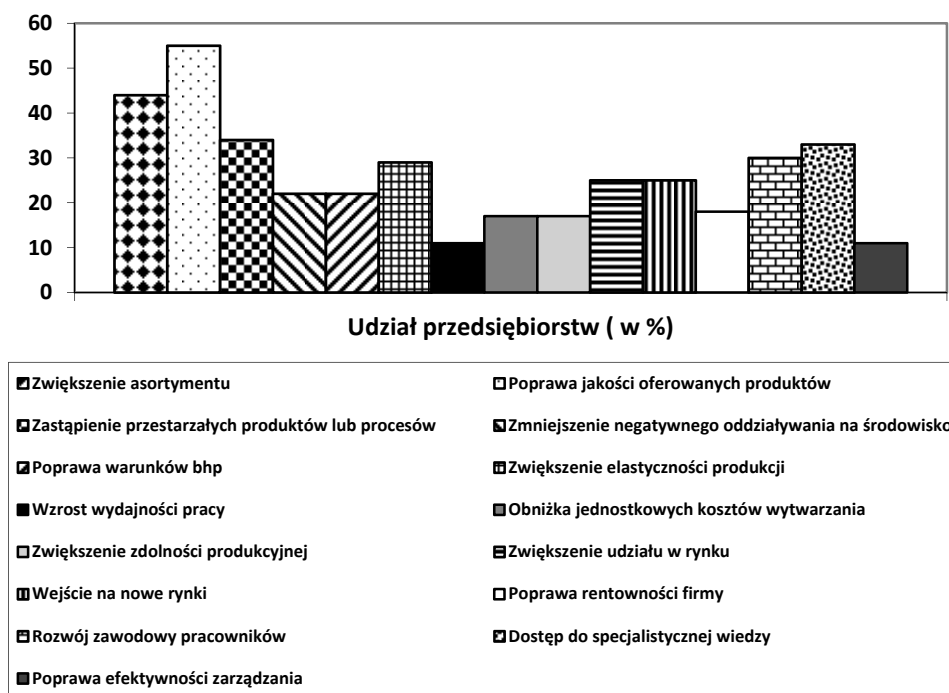 60
50
40
30
20
10
0
Udział przedsiębiorstw ( w %)
Zwiększenie asortymentu
Poprawa jakości oferowanych produktów
Zastąpienie przestarzałych produktów lub procesów
Zmniejszenie negatywnego oddziaływania na środowisko
Poprawa warunków bhp
Zwiększenie elastyczności produkcji
Wzrost wydajności pracy
Obniżka jednostkowych kosztów wytwarzania
Zwiększenie zdolności produkcyjnej
Zwiększenie udziału w rynku
Wejście na nowe rynki
Poprawa rentowności firmy
Rozwój zawodowy pracowników
Dostęp do specjalistycznej wiedzy
Poprawa efektywności zarządzania